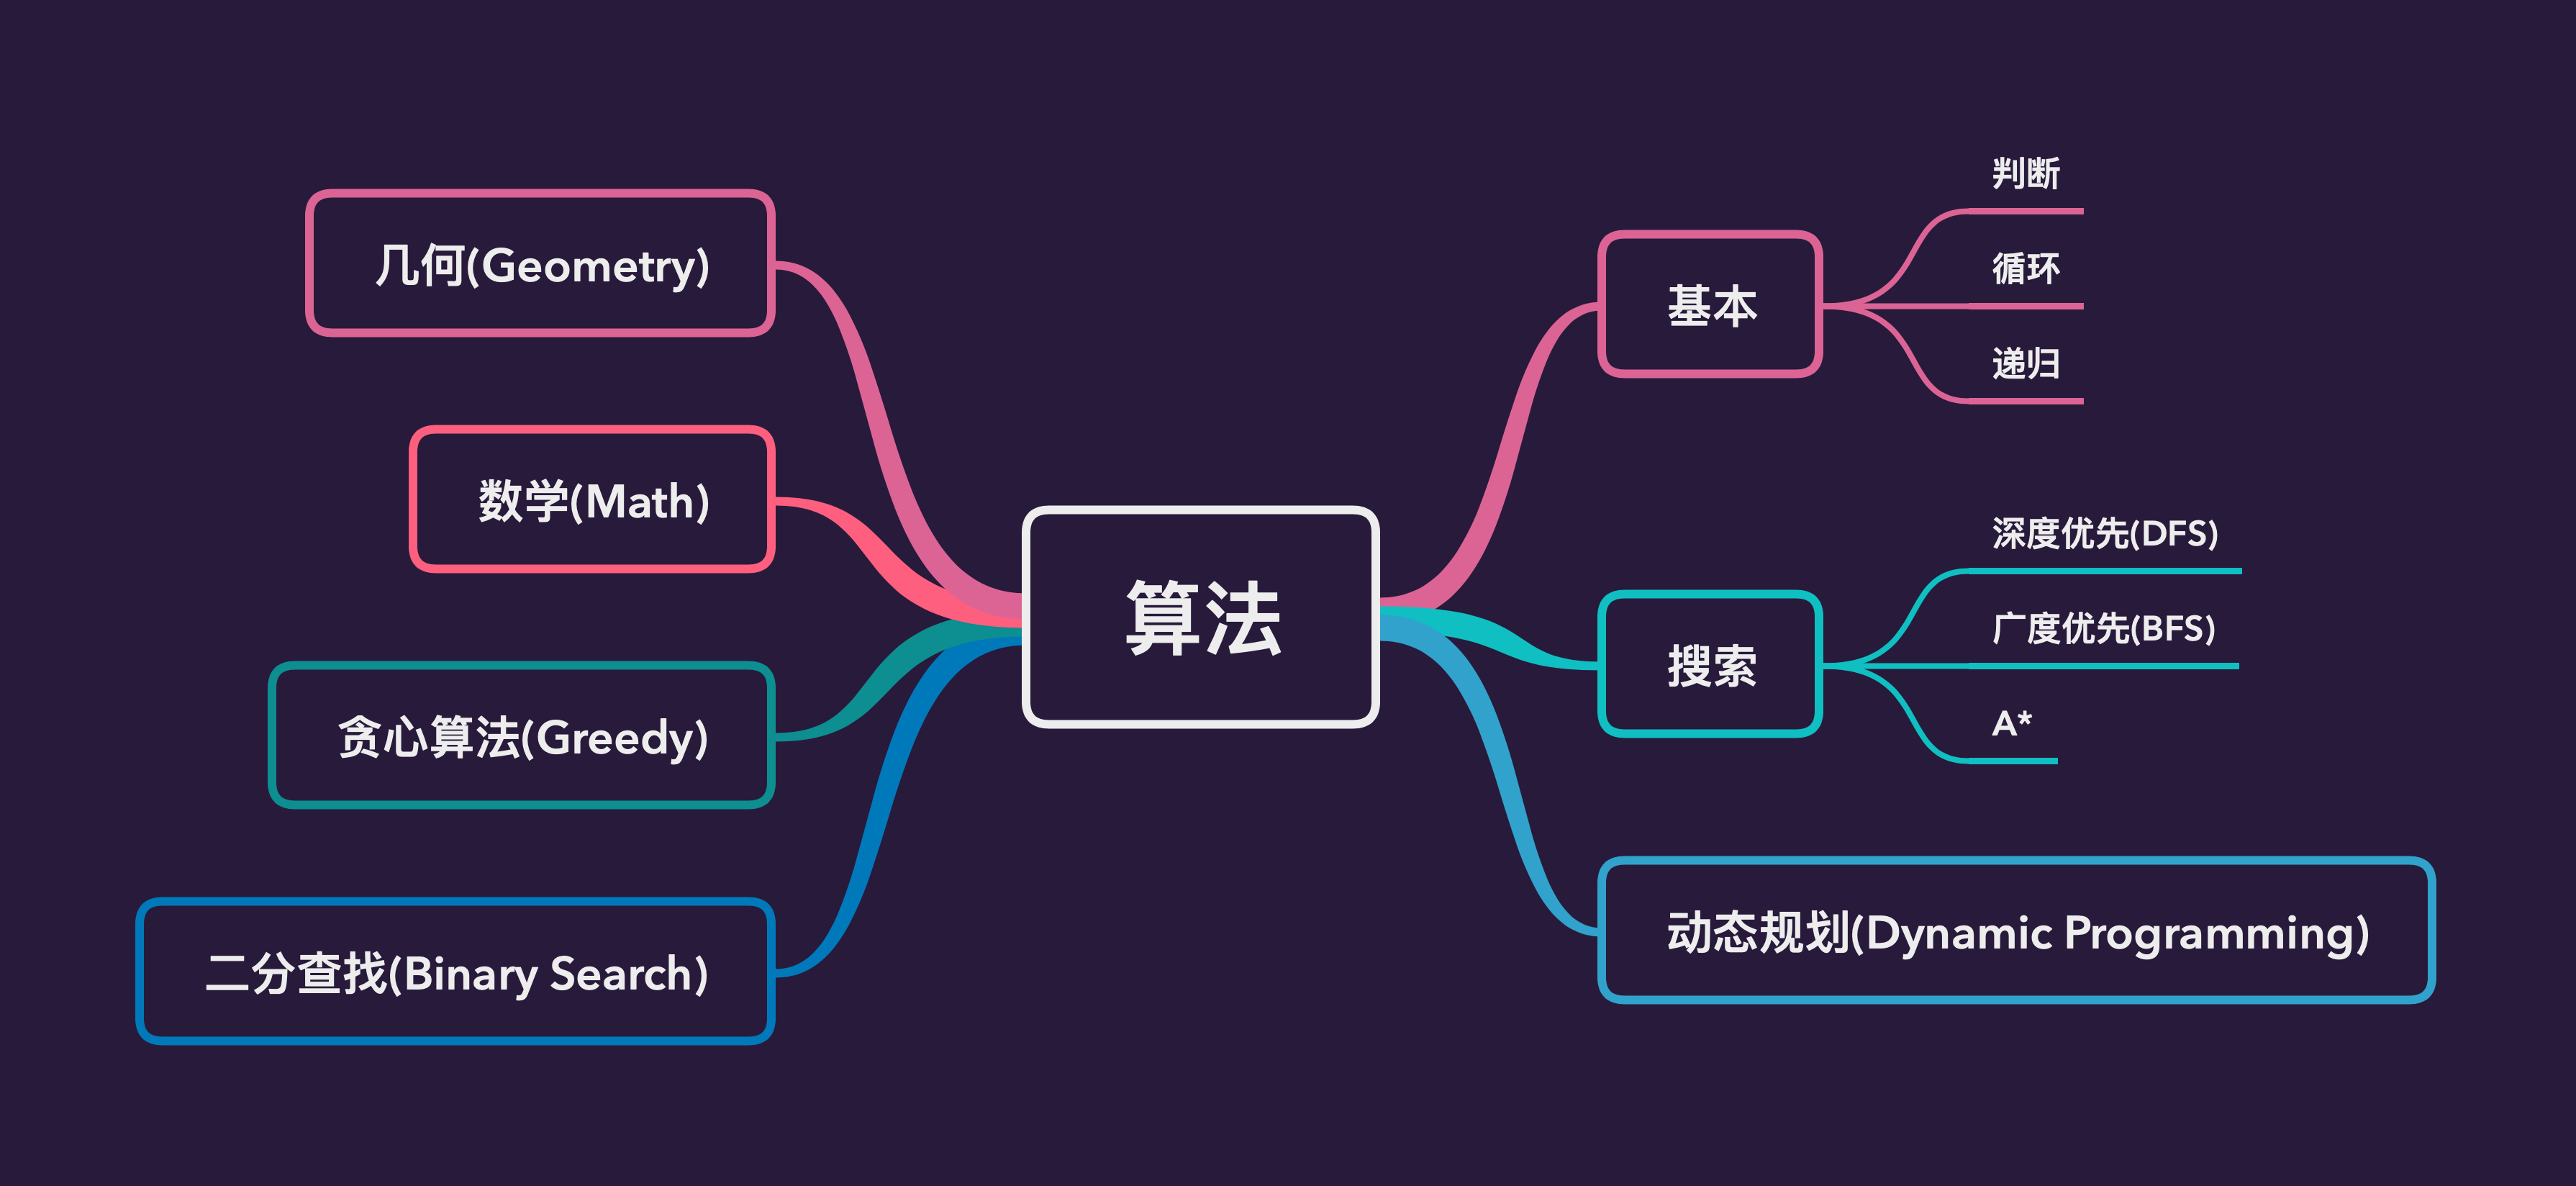 算法
基本
判断
循环
递归
搜索
深度优先(DFS)
广度优先(BFS)
A*
动态规划(Dynamic Programming)
几何(Geometry)
数学(Math)
贪心算法(Greedy)
二分查找(Binary Search)